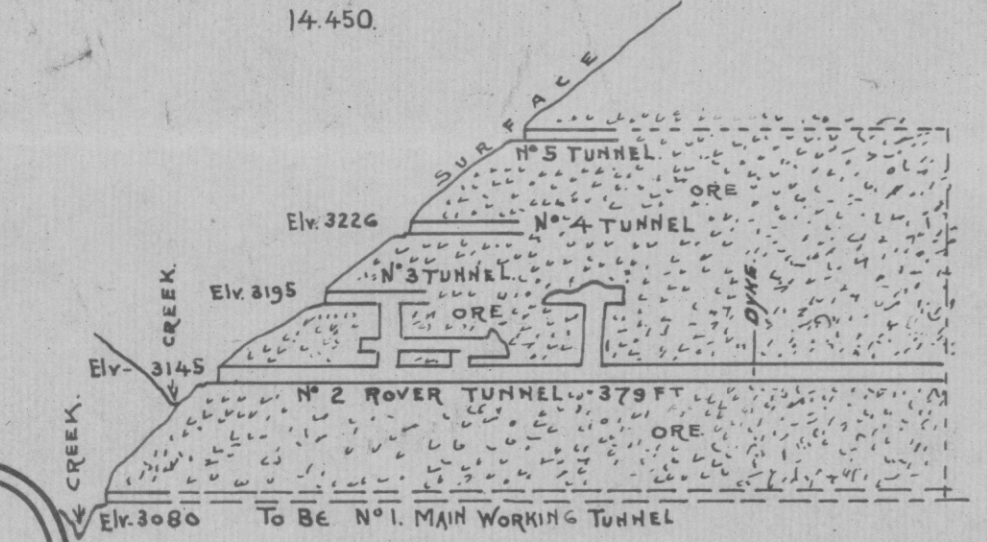 14.450.
SURFACE
Nº 5 TUNNEL.
ORE
Elv. 3226
Nº 4 TUNNEL
CREEK.
Nº 3 TUNNEL.
Elv. 3195
ORE
DYKE
Elv- 3145
Nº 2 ROVER TUNNEL - 379 FT
CREEK.
ORE.
Elv. 3080
TO BE Nº 1. MAIN WORKING TUNNEL